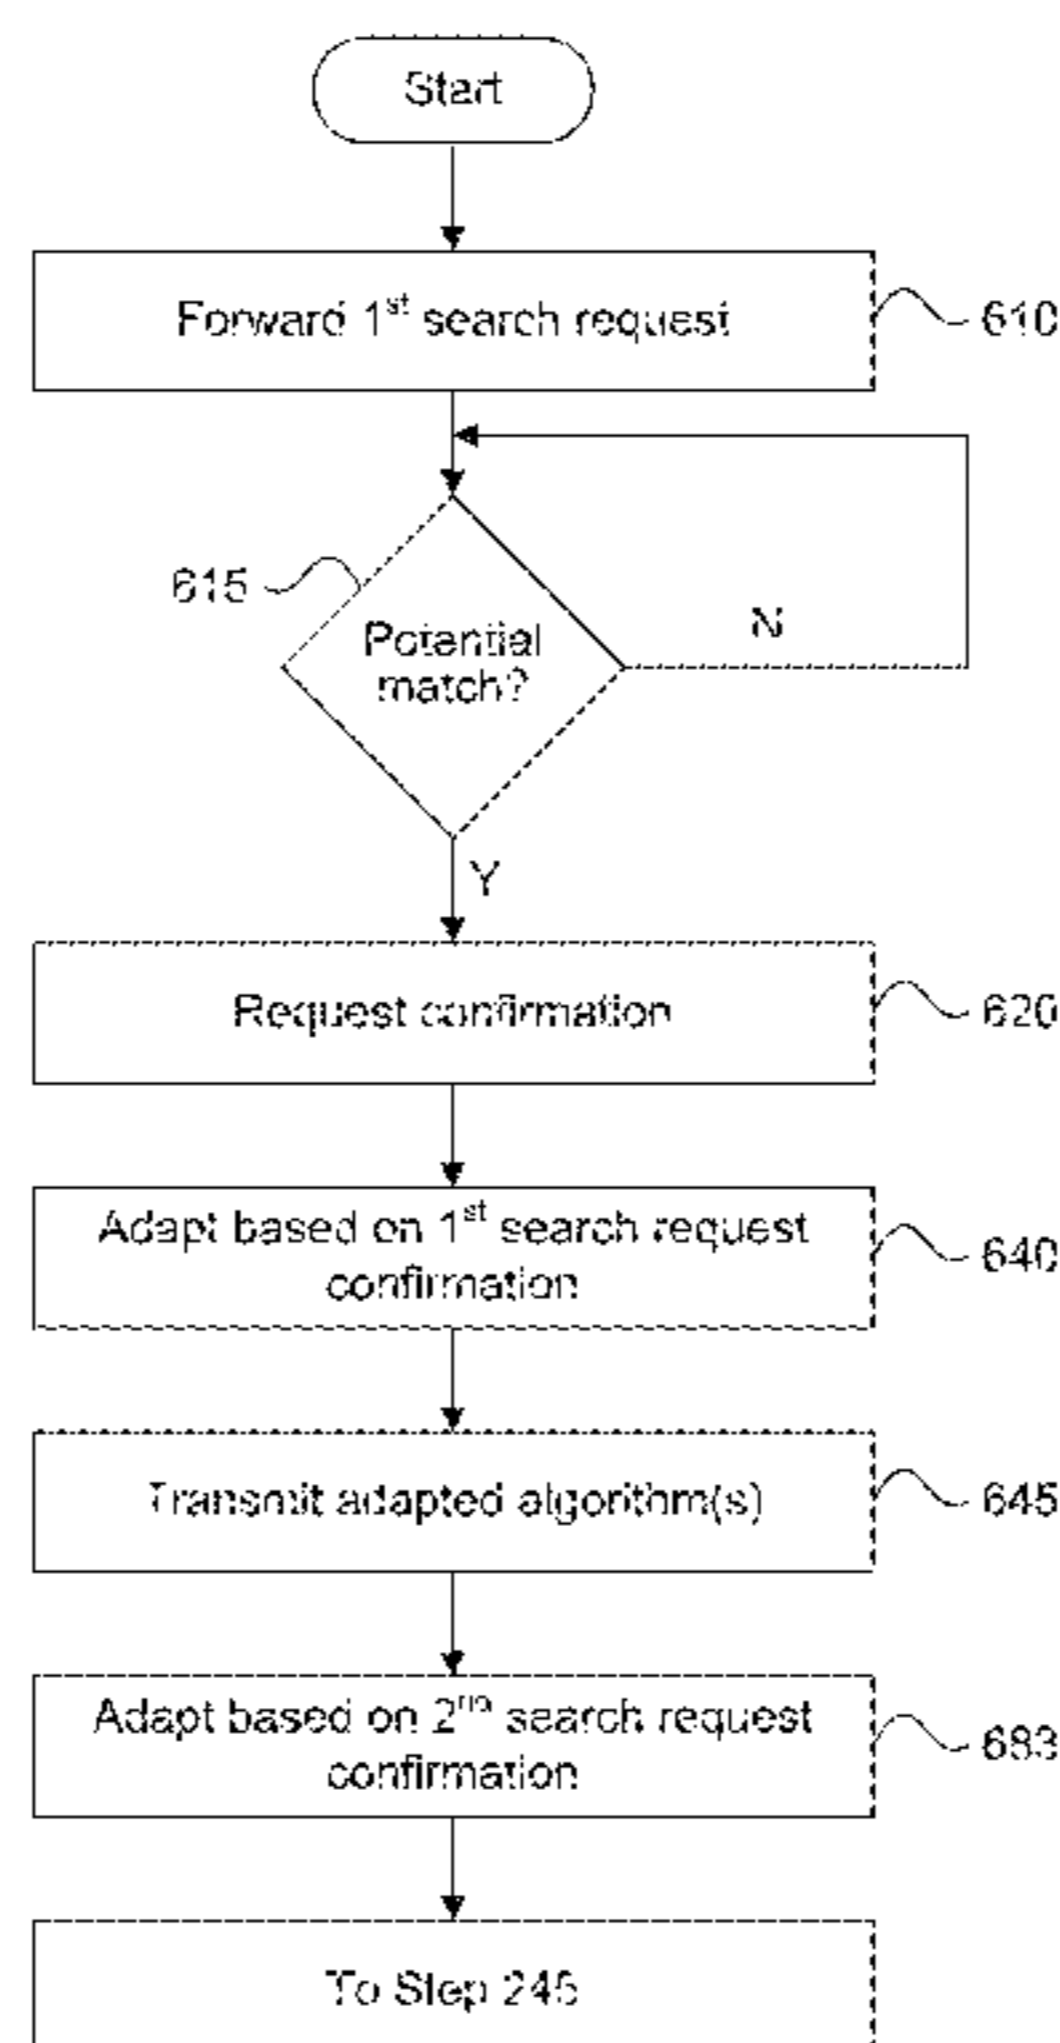 Start
Forward 1st search request
610
615
Potential
match?
N
Y
Request confirmation
620
Adapt based on 1st search request
confirmation
640
Transmit adapted algorithm(s)
645
Adapt based on 2nd search request
confirmation
683
To Step 245